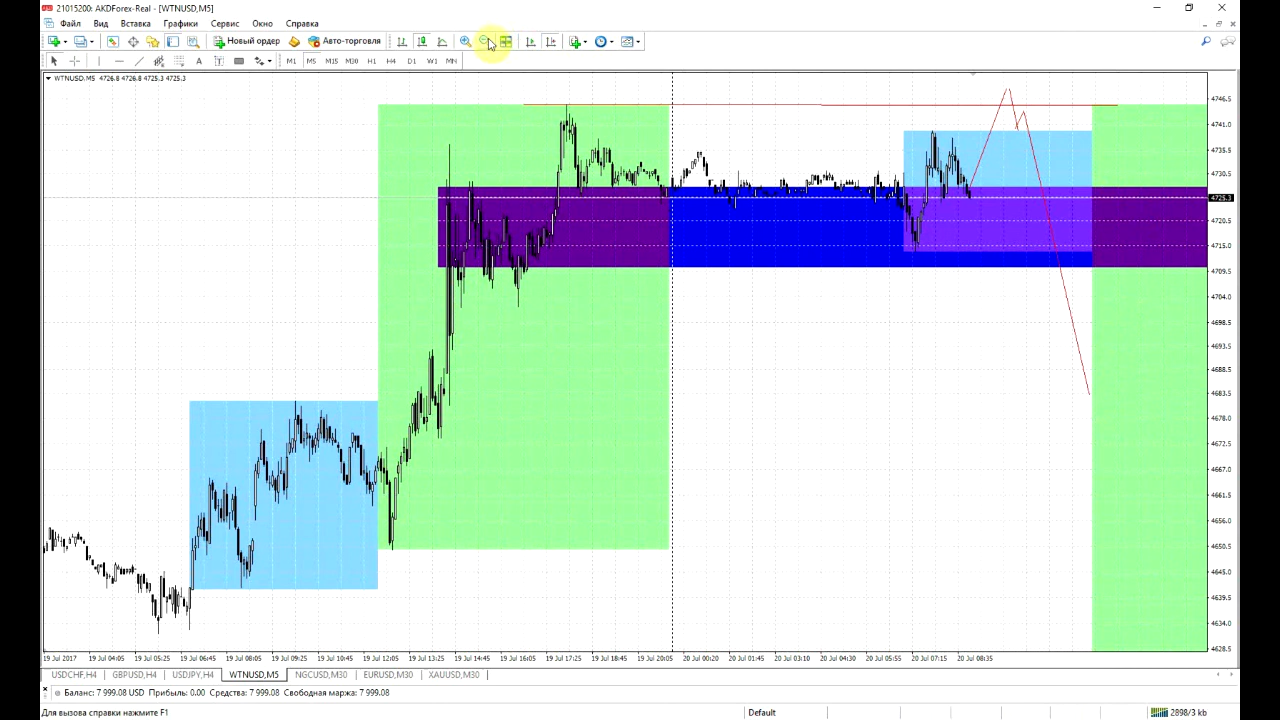 21015200: AKDForex-Real - [WTNUSD,M5]
Файл Вид Вставка Графики Сервис Окно Справка
Новый ордер Авто-торговля
A T M1 M5 M15 M30 H1 H4 D1 W1 MN
WTNUSD,M5 4726.8 4726.8 4725.3 4725.3
4746.5
4741.0
4735.5
4730.5
4725.3
4720.5
4715.0
4709.5
4704.0
4698.5
4693.5
4688.5
4683.5
4678.0
4672.5
4667.0
4661.5
4656.0
4650.5
4645.0
4639.5
4634.0
4628.5
19 Jul 2017 19 Jul 04:05 19 Jul 05:25 19 Jul 06:45 19 Jul 08:05 19 Jul 09:25 19 Jul 10:45 19 Jul 12:05 19 Jul 13:25 19 Jul 14:45 19 Jul 16:05 19 Jul 17:25 19 Jul 18:45 19 Jul 20:05 20 Jul 00:20 20 Jul 01:45 20 Jul 03:10 20 Jul 04:30 20 Jul 05:55 20 Jul 07:15 20 Jul 08:35
USDCHF,H4 GBPUSD,H4 USDJPY,H4 WTNUSD,M5 NGCUSD,M30 EURUSD,M30 XAUUSD,M30
Баланс: 7 999.08 USD Прибыль: 0.00 Средства: 7 999.08 Свободная маржа: 7 999.08
Для вызова справки нажмите F1 Default 2898/3 kb